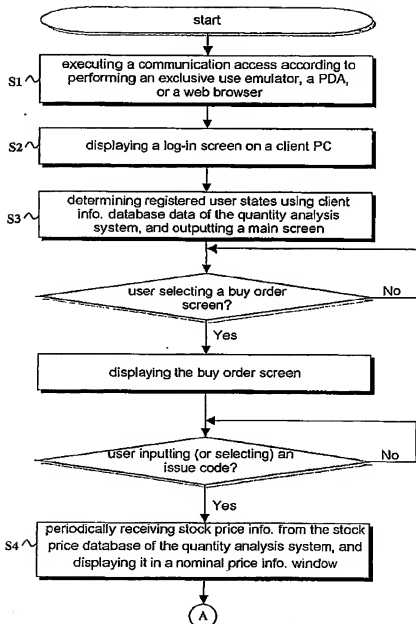 start
S1
executing a communication access according to
performing an exclusive use emulator, a PDA,
or a web browser
S2
displaying a log-in screen on a client PC
S3
determining registered user states using client
info. database data of the quantity analysis
system, and outputting a main screen
user selecting a buy order
screen?
No
Yes
displaying the buy order screen
user inputting (or selecting) an
issue code?
No
Yes
S4
periodically receiving stock price info. from the stock
price database of the quantity analysis system, and
displaying it in a nominal price info. window
A